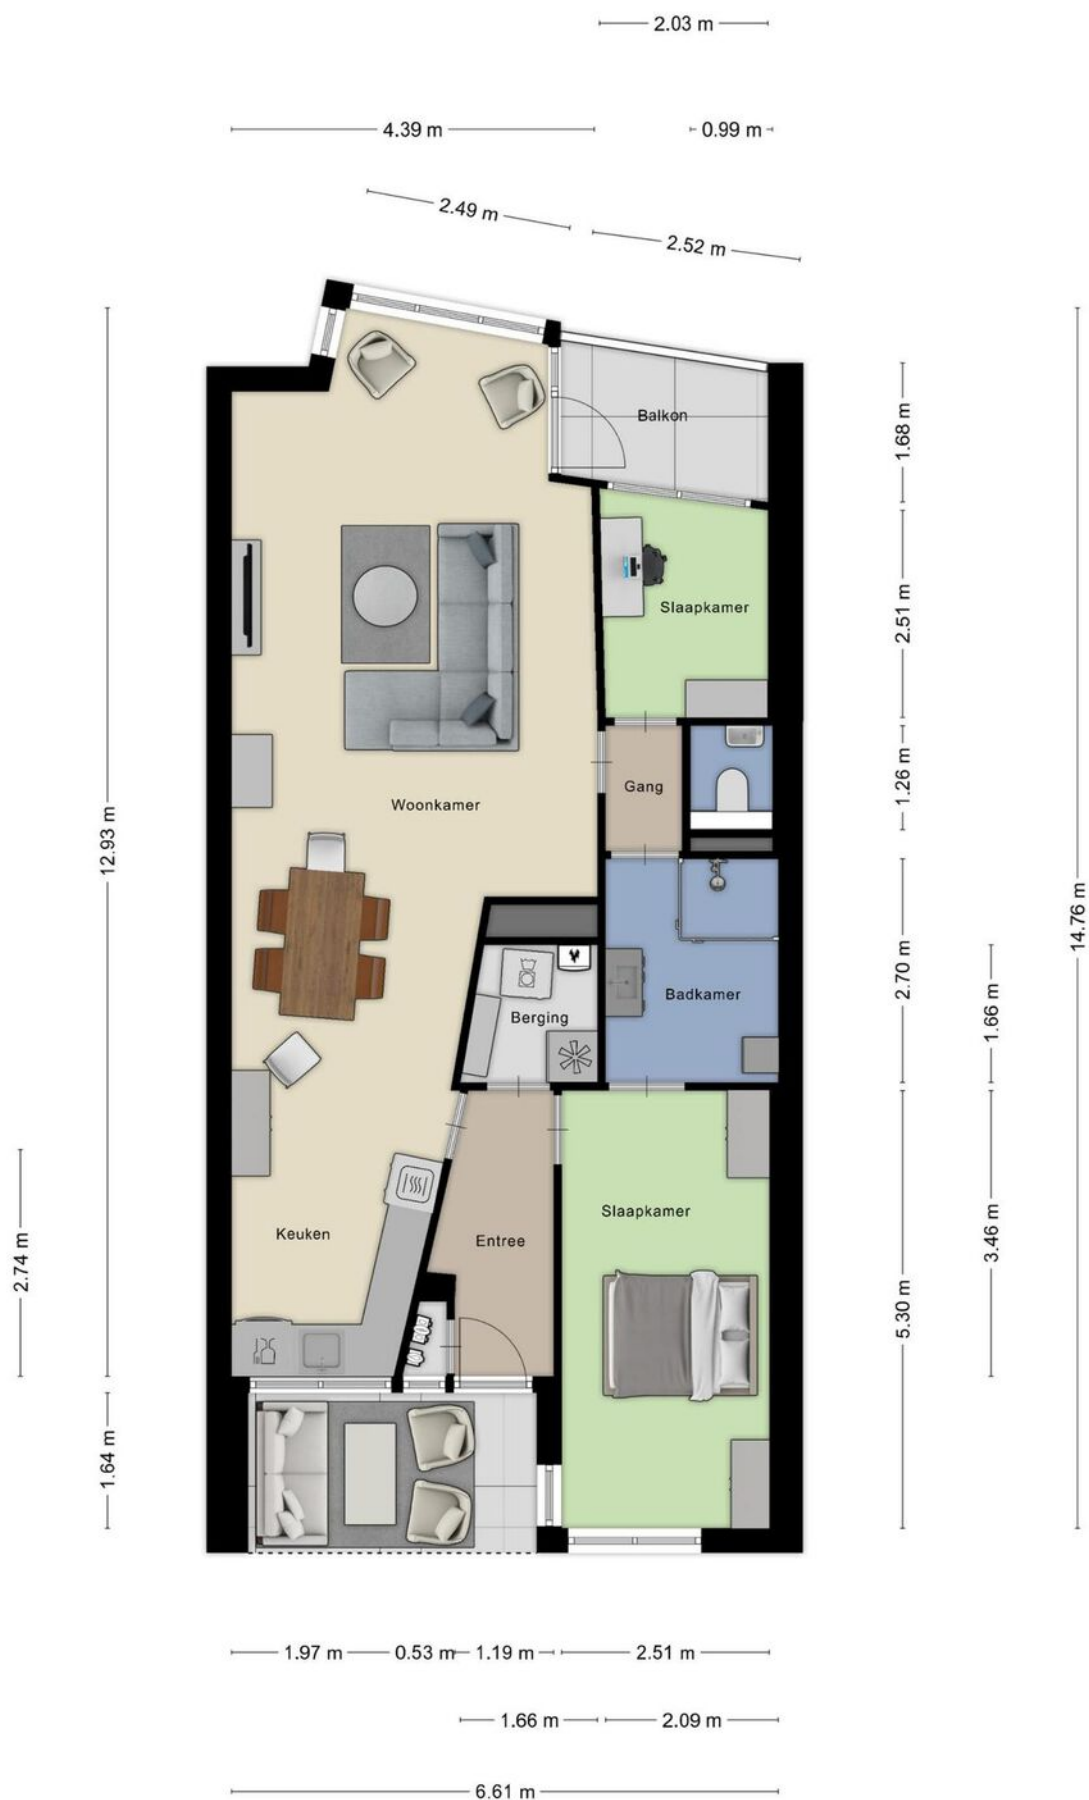 2.03 m
4.39 m
0.99 m
2.49 m
2.52 m
Balkon
1.68 m
Slaapkamer
2.51 m
Gang
1.26 m
Woonkamer
12.93 m
14.76 m
Badkamer
2.70 m
Berging
1.66 m
Slaapkamer
Keuken
Entree
2.74 m
3.46 m
5.30 m
1.64 m
1.97 m
0.53 m
1.19 m
2.51 m
1.66 m
2.09 m
6.61 m